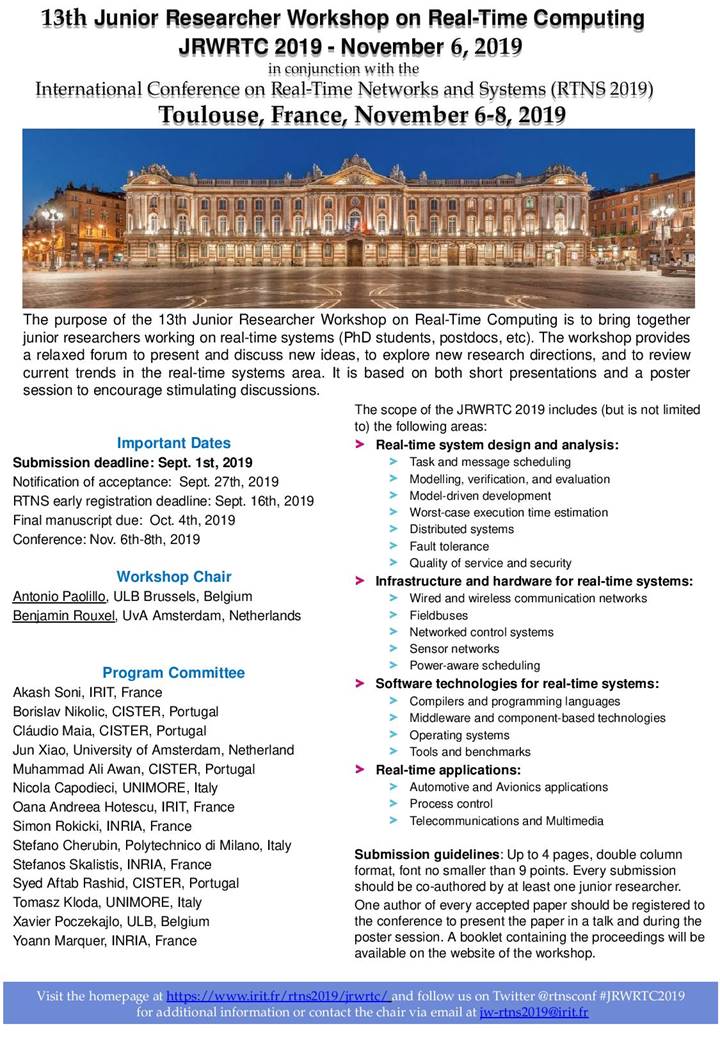 13th Junior Researcher Workshop on Real-Time Computing
JRWRTC 2019 - November 6, 2019
in conjunction with the
International Conference on Real-Time Networks and Systems (RTNS 2019)
Toulouse, France, November 6-8, 2019
The purpose of the 13th Junior Researcher Workshop on Real-Time Computing is to bring together
junior researchers working on real-time systems (PhD students, postdocs, etc). The workshop provides
a relaxed forum to present and discuss new ideas, to explore new research directions, and to review
current trends in the real-time systems area. It is based on both short presentations and a poster
session to encourage stimulating discussions.
Important Dates
Submission deadline: Sept. 1st, 2019
Notification of acceptance: Sept. 27th, 2019
RTNS early registration deadline: Sept. 16th, 2019
Final manuscript due: Oct. 4th, 2019
Conference: Nov. 6th-8th, 2019
Workshop Chair
Antonio Paolillo, ULB Brussels, Belgium
Benjamin Rouxel, UvA Amsterdam, Netherlands
Program Committee
Akash Soni, IRIT, France
Borislav Nikolic, CISTER, Portugal
Cláudio Maia, CISTER, Portugal
Jun Xiao, University of Amsterdam, Netherland
Muhammad Ali Awan, CISTER, Portugal
Nicola Capodieci, UNIMORE, Italy
Oana Andreea Hotescu, IRIT, France
Simon Rokicki, INRIA, France
Stefano Cherubin, Polytechnico di Milano, Italy
Stefanos Skalistis, INRIA, France
Syed Aftab Rashid, CISTER, Portugal
Tomasz Kloda, UNIMORE, Italy
Xavier Poczekajlo, ULB, Belgium
Yoann Marquer, INRIA, France
The scope of the JRWRTC 2019 includes (but is not limited
to) the following areas:
➤ Real-time system design and analysis:
➤ Task and message scheduling
➤ Modelling, verification, and evaluation
➤ Model-driven development
➤ Worst-case execution time estimation
➤ Distributed systems
➤ Fault tolerance
➤ Quality of service and security
➤ Infrastructure and hardware for real-time systems:
➤ Wired and wireless communication networks
➤ Fieldbuses
➤ Networked control systems
➤ Sensor networks
➤ Power-aware scheduling
➤ Software technologies for real-time systems:
➤ Compilers and programming languages
➤ Middleware and component-based technologies
➤ Operating systems
➤ Tools and benchmarks
➤ Real-time applications:
➤ Automotive and Avionics applications
➤ Process control
➤ Telecommunications and Multimedia
Submission guidelines: Up to 4 pages, double column
format, font no smaller than 9 points. Every submission
should be co-authored by at least one junior researcher.
One author of every accepted paper should be registered to
the conference to present the paper in a talk and during the
poster session. A booklet containing the proceedings will be
available on the website of the workshop.
Visit the homepage at https://www.irit.fr/rtns2019/jrwrtc/ and follow us on Twitter @rtnsconf #JRWRTC2019
for additional information or contact the chair via email at jw-rtns2019@irit.fr